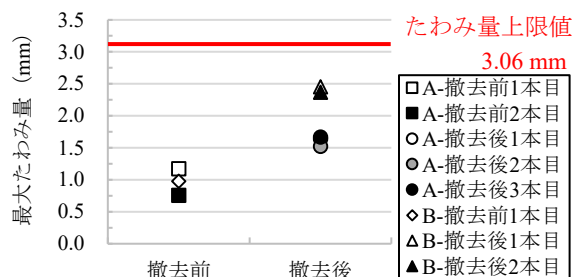 最大たわみ量 (mm)
3.5
3.0
2.5
2.0
1.5
1.0
0.5
0.0
撤去前
撤去後
たわみ量上限値
3.06 mm
A-撤去前1本目
A-撤去前2本目
A-撤去後1本目
A-撤去後2本目
A-撤去後3本目
B-撤去前1本目
B-撤去後1本目
B-撤去後2本目